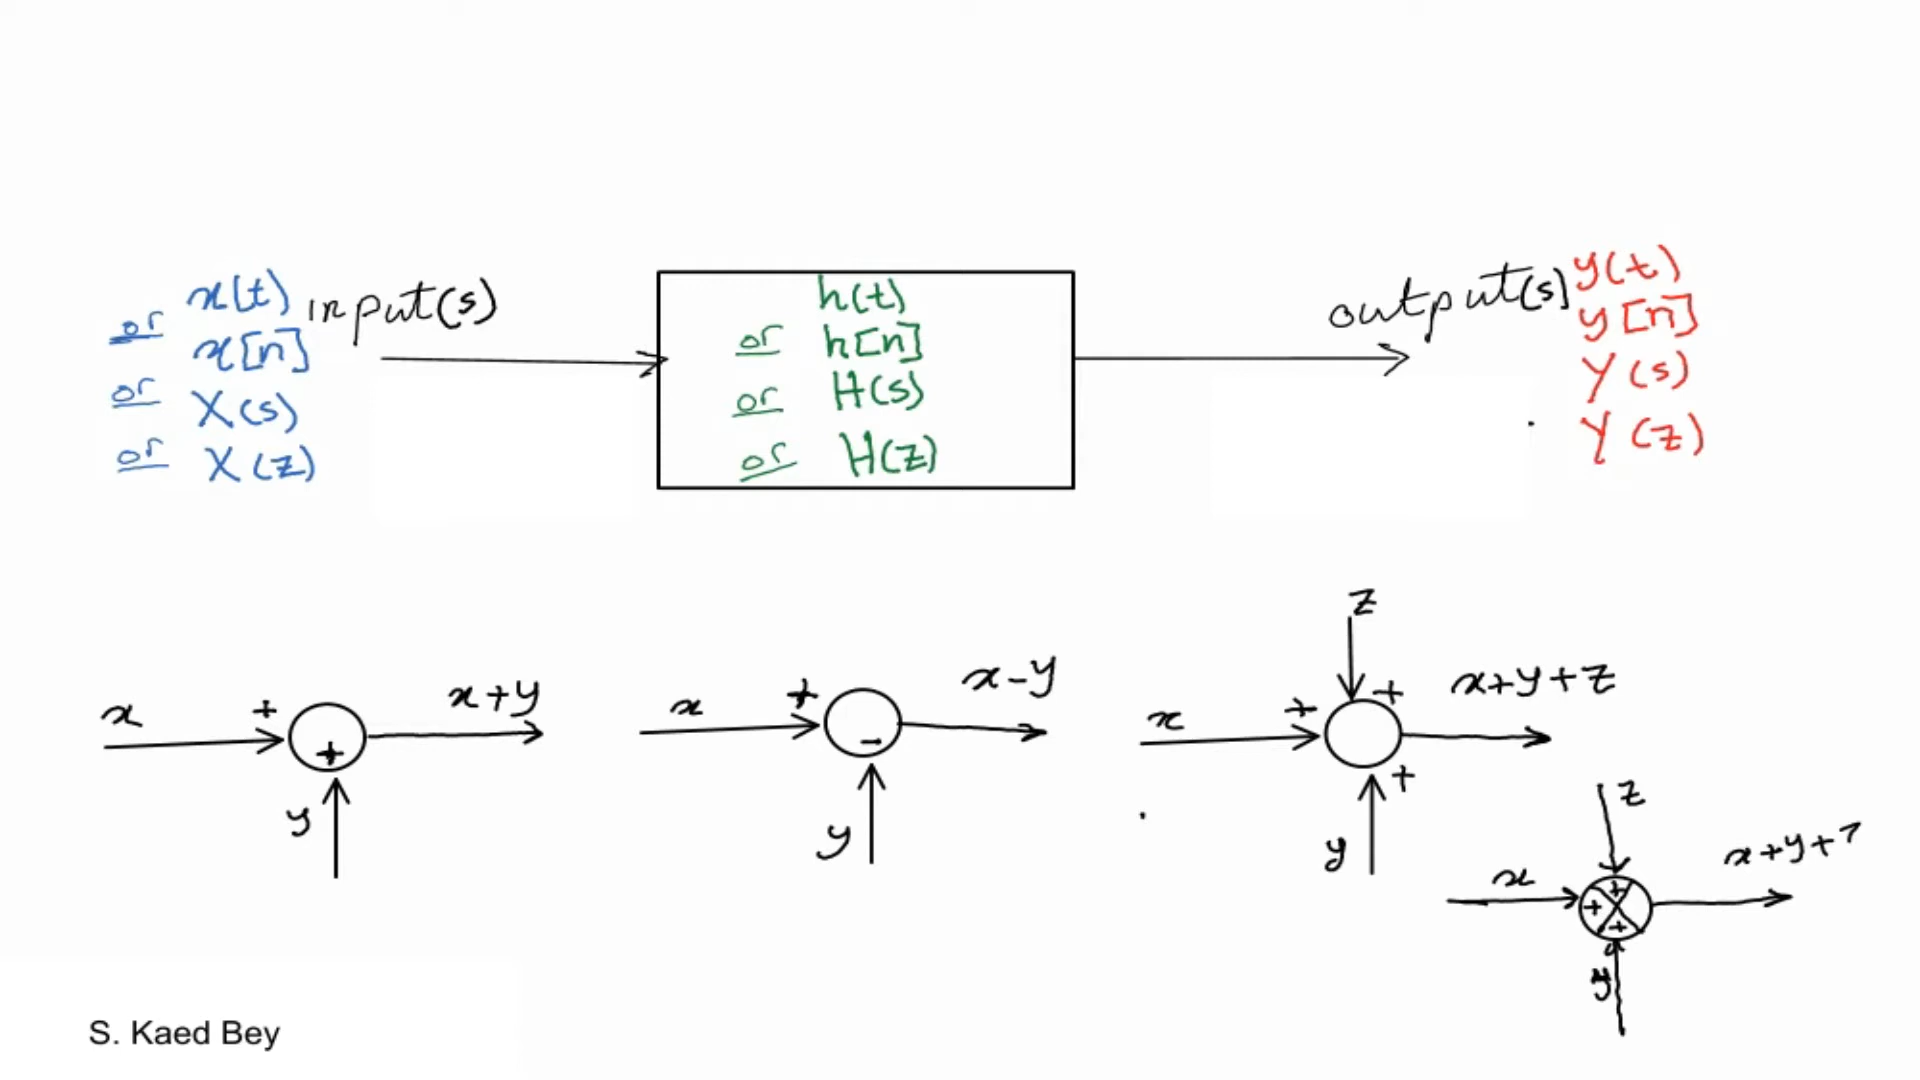 x(t) input(s) h(t) output(s) y(t)
or x[n] or h[n] y[n]
or X(s) or H(s) Y(s)
or X(z) or H(z) Y(z)
z
x + + x+y
y
x + - x-y
y
x + + + x+y+z
y
z
x + + + x+y+z
y
S. Kaed Bey